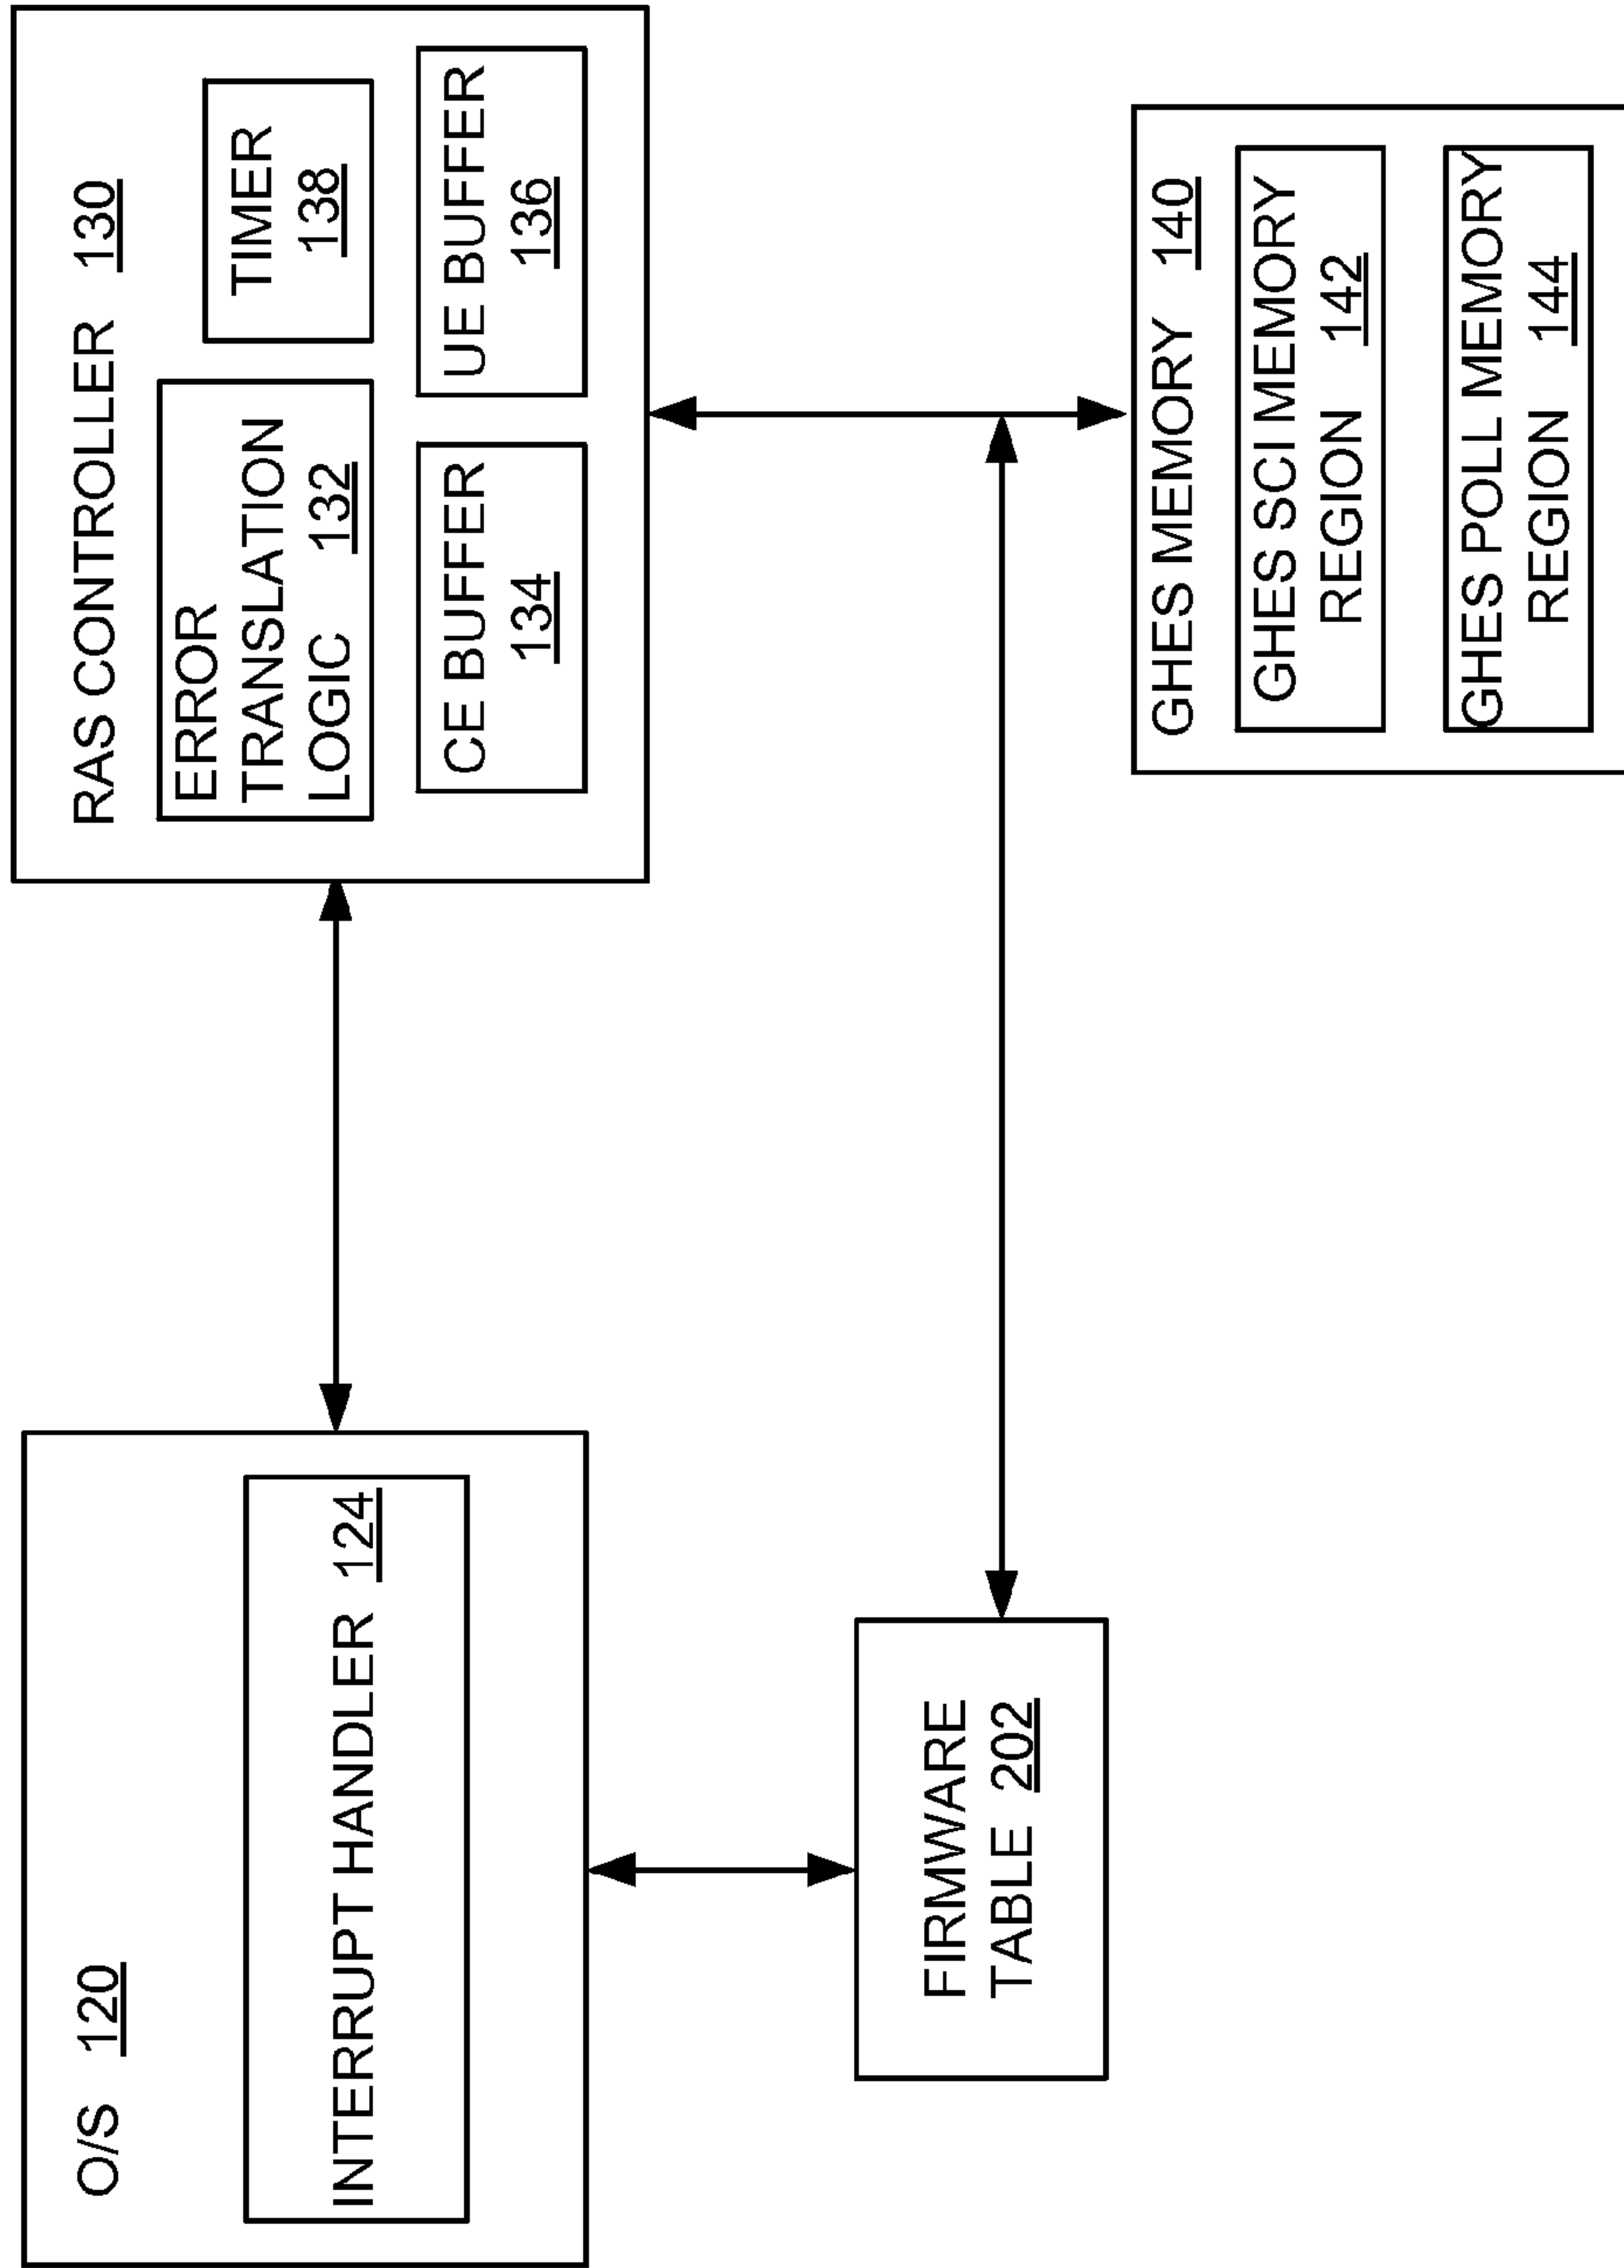 O/S 120
INTERRUPT HANDLER 124
RAS CONTROLLER 130
ERROR
TRANSLATION
LOGIC 132
TIMER
138
CE BUFFER
134
UE BUFFER
136
FIRMWARE
TABLE 202
GHES MEMORY 140
GHES SCI MEMORY
REGION 142
GHES POLL MEMORY
REGION 144